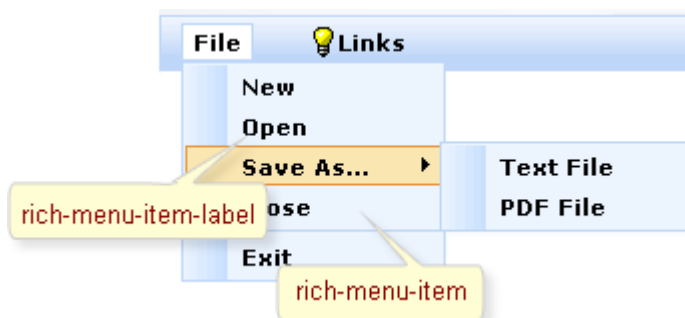 File Links
New
Open
Save As...
Text File
rich-menu-item-label
ose
PDF File
Exit
rich-menu-item